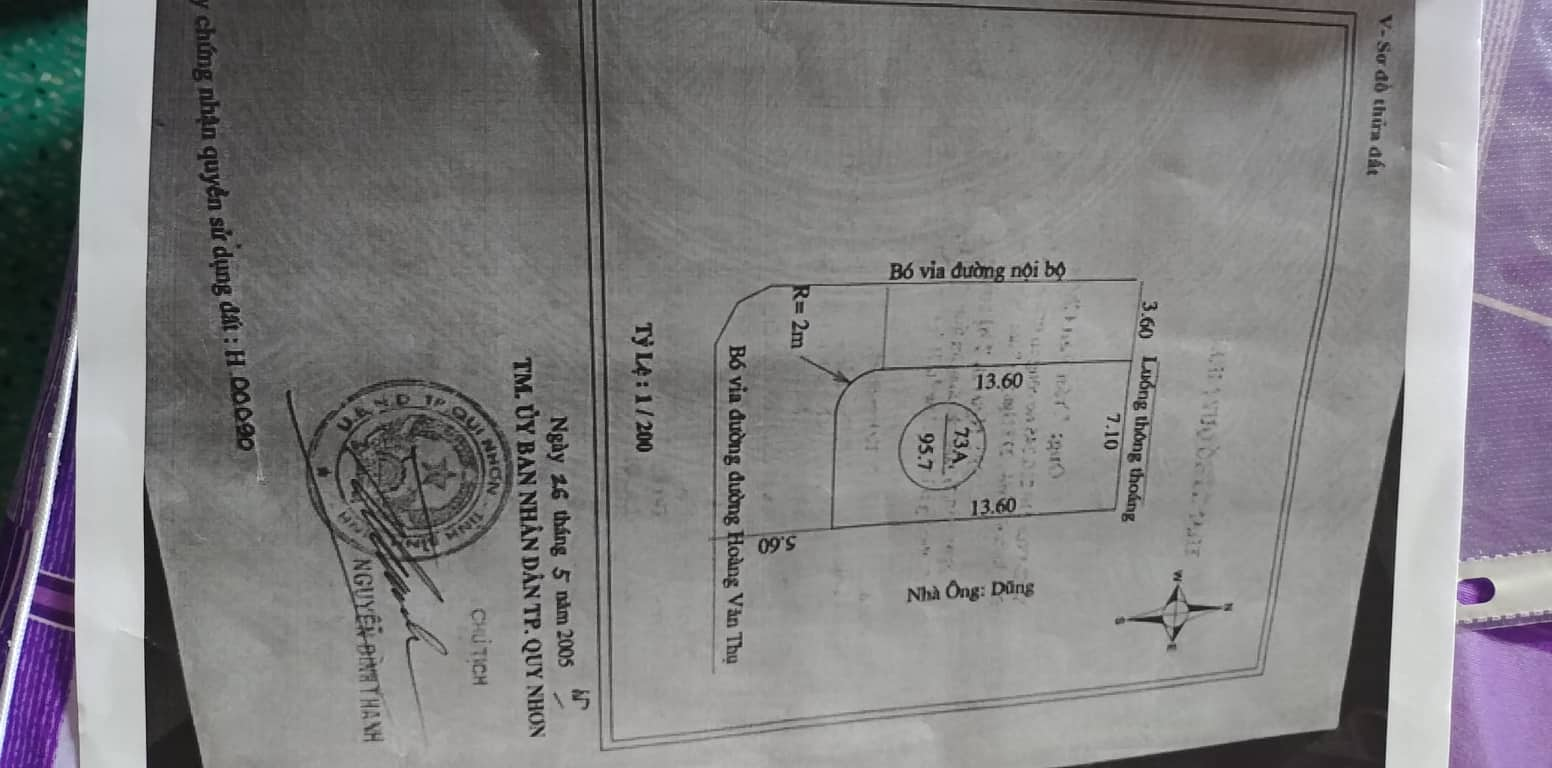 V- Sơ đồ thửa đất
N
W
E
S
3.60 Luồng thông thoáng
7.10
Bó vỉa đường nội bộ
13.60
73A
95.7
13.60
Nhà Ông: Dũng
R = 2m
5.60
Bó vỉa đường đường Hoàng Văn Thụ
Tỷ Lệ : 1 / 200
Ngày 26 tháng 5 năm 2005
TM. ỦY BAN NHÂN DÂN TP. QUY NHƠN
CHỦ TỊCH
U.B.N.D TP. QUI NHƠN TỈNH
NGUYỄN ĐÌNH THANH
chứng nhận quyền sử dụng đất : H 00090